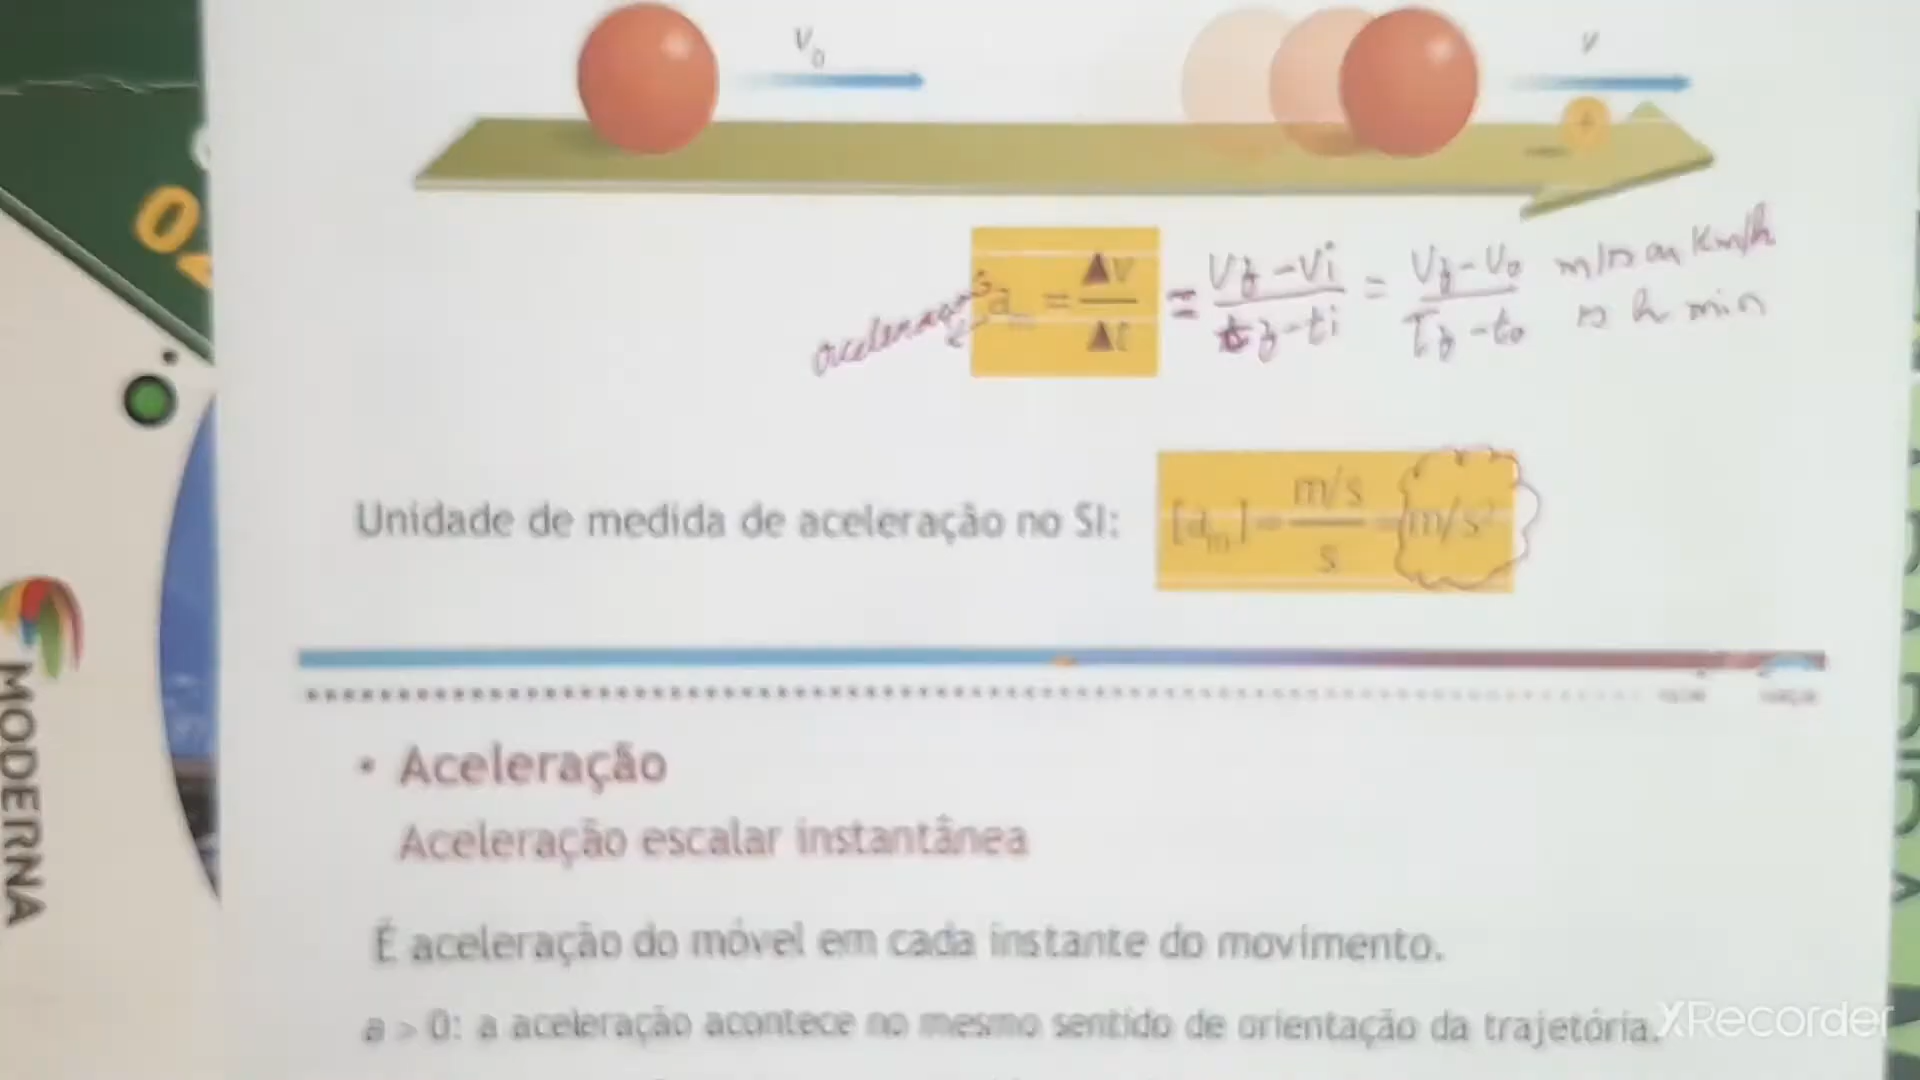 V₀ v
+
aceleração aₘ = Δv/Δt = Vf - Vi / tf - ti = Vf - V₀ / Tf - t₀ m/s ou Km/h
s h min
Unidade de medida de aceleração no SI: [aₘ] = m/s / s = m/s²
• Aceleração
Aceleração escalar instantânea
É aceleração do móvel em cada instante do movimento.
a > 0: a aceleração acontece no mesmo sentido de orientação da trajetória.
MODERNA
XRecorder